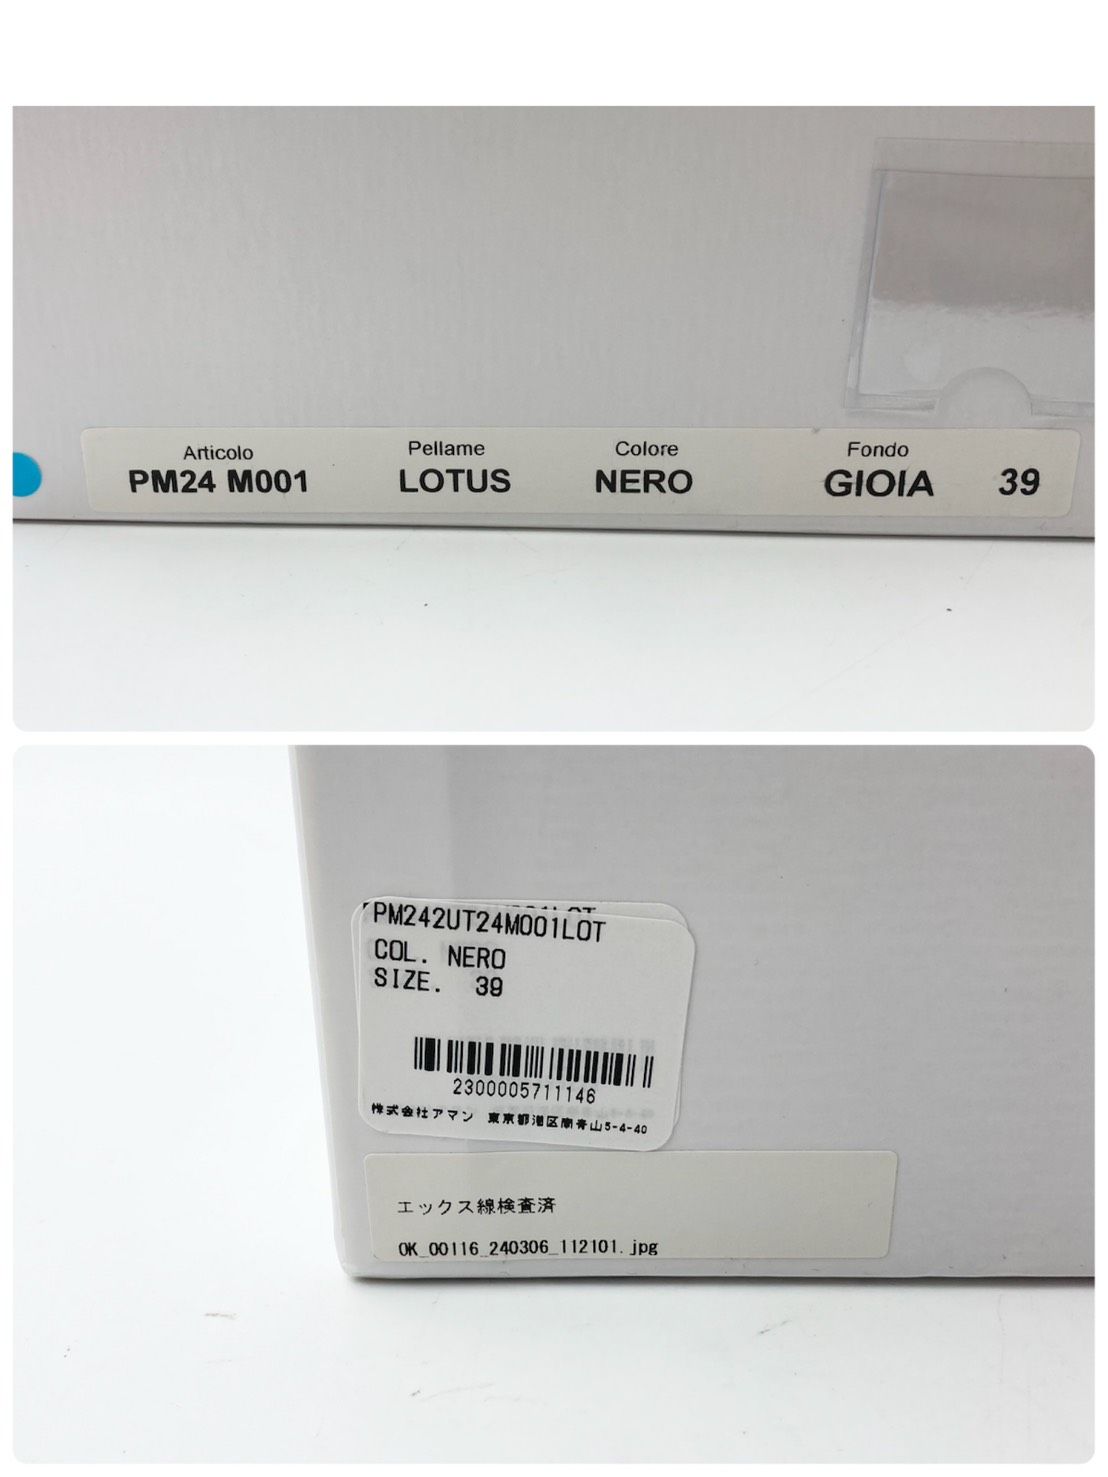 Articolo Pellame Colore Fondo
PM24 M001 LOTUS NERO GIOIA 39
PM242UT24M001LOT
COL. NERO
SIZE. 39
2300005711146
株式会社アマン 東京都港区南青山5-4-40
エックス線検査済
OK_00116_240306_112101.jpg